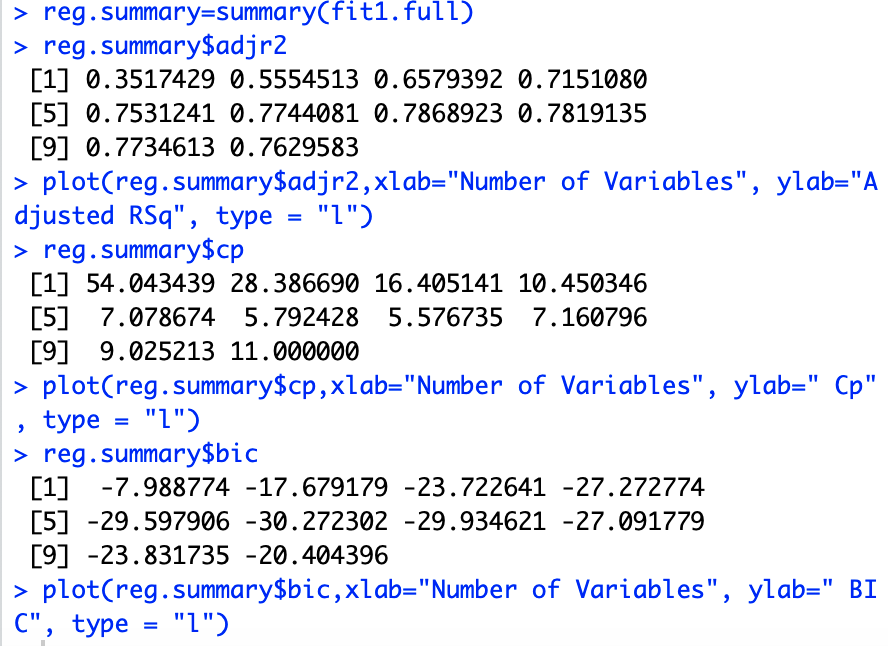 > reg.summary=summary(fit1.full)
> reg.summary$adjr2
 [1] 0.3517429 0.5554513 0.6579392 0.7151080
 [5] 0.7531241 0.7744081 0.7868923 0.7819135
 [9] 0.7734613 0.7629583
> plot(reg.summary$adjr2,xlab="Number of Variables", ylab="A
djusted RSq", type = "l")
> reg.summary$cp
 [1] 54.043439 28.386690 16.405141 10.450346
 [5]  7.078674  5.792428  5.576735  7.160796
 [9]  9.025213 11.000000
> plot(reg.summary$cp,xlab="Number of Variables", ylab=" Cp"
, type = "l")
> reg.summary$bic
 [1]  -7.988774 -17.679179 -23.722641 -27.272774
 [5] -29.597906 -30.272302 -29.934621 -27.091779
 [9] -23.831735 -20.404396
> plot(reg.summary$bic,xlab="Number of Variables", ylab=" BI
C", type = "l")